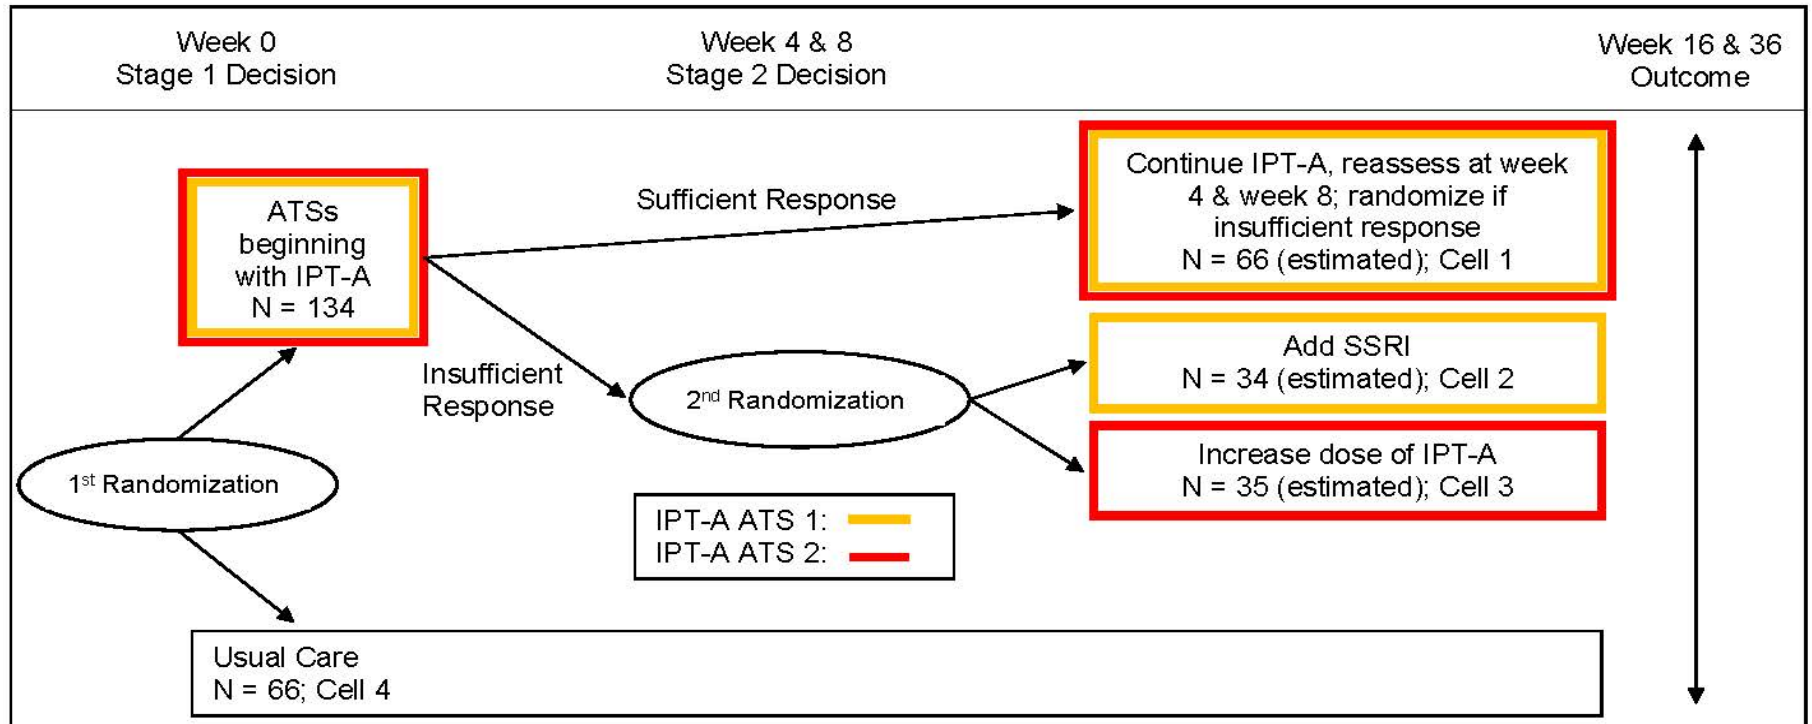 Week 0
Stage 1 Decision
Week 4 & 8
Stage 2 Decision
Week 16 & 36
Outcome
ATSs
beginning
with IPT-A
N = 134
Sufficient Response
Continue IPT-A, reassess at week
4 & week 8; randomize if
insufficient response
N = 66 (estimated); Cell 1
Insufficient
Response
2nd Randomization
Add SSRI
N = 34 (estimated); Cell 2
Increase dose of IPT-A
N = 35 (estimated); Cell 3
1st Randomization
IPT-A ATS 1:
IPT-A ATS 2:
Usual Care
N = 66; Cell 4